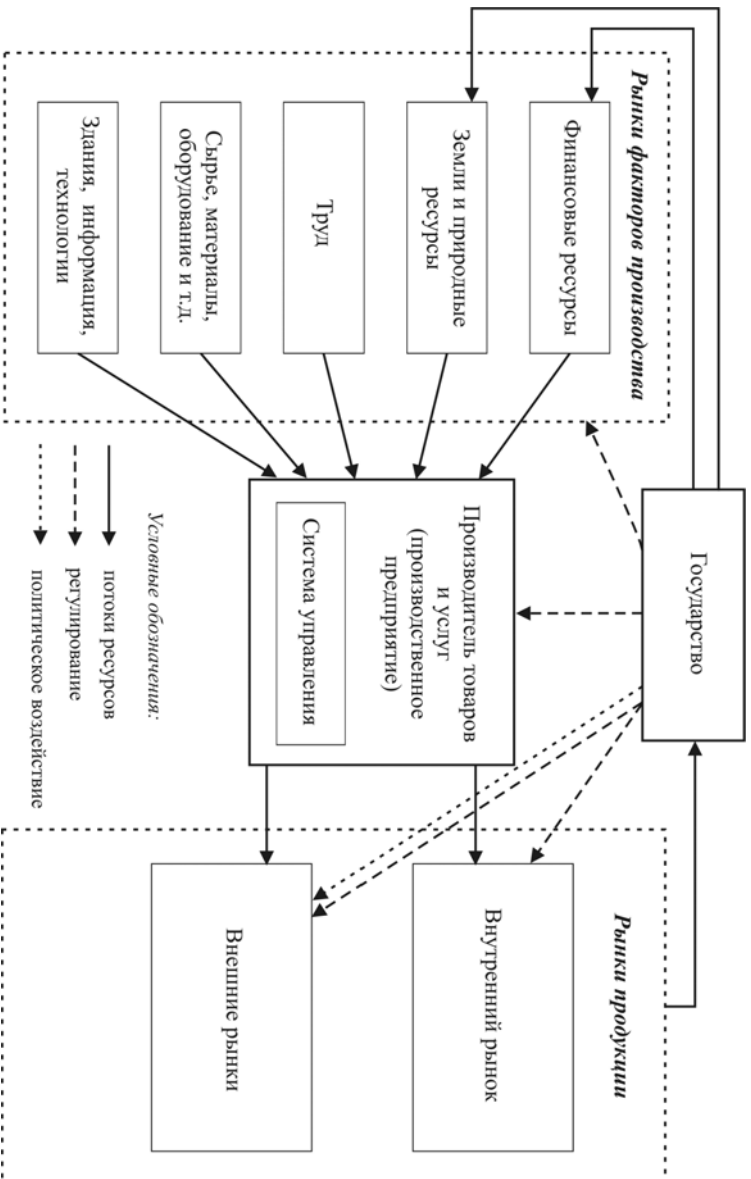 Государство
Рынки факторов производства
Финансовые ресурсы
Земли и природные
ресурсы
Труд
Сырье, материалы,
оборудование и т.д.
Здания, информация,
технологии
Производитель товаров
и услуг
(производственное
предприятие)
Система управления
Рынки продукции
Внутренний рынок
Внешние рынки
Условные обозначения:
потоки ресурсов
регулирование
политическое воздействие